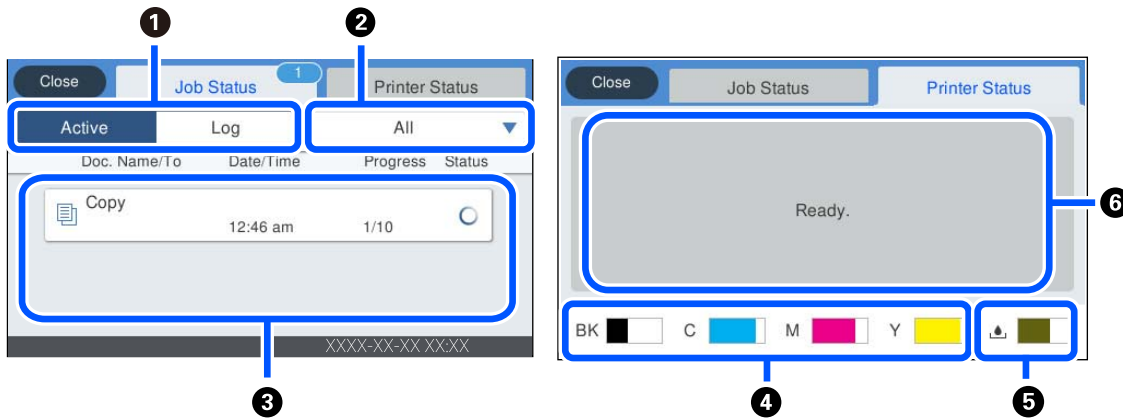 1 2
Close Job Status 1 Printer Status
Active Log All
Doc. Name/To Date/Time Progress Status
Copy
12:46 am 1/10
XXXX-XX-XX XX:XX
3
Close Job Status Printer Status
Ready.
6
BK C M Y
4 5